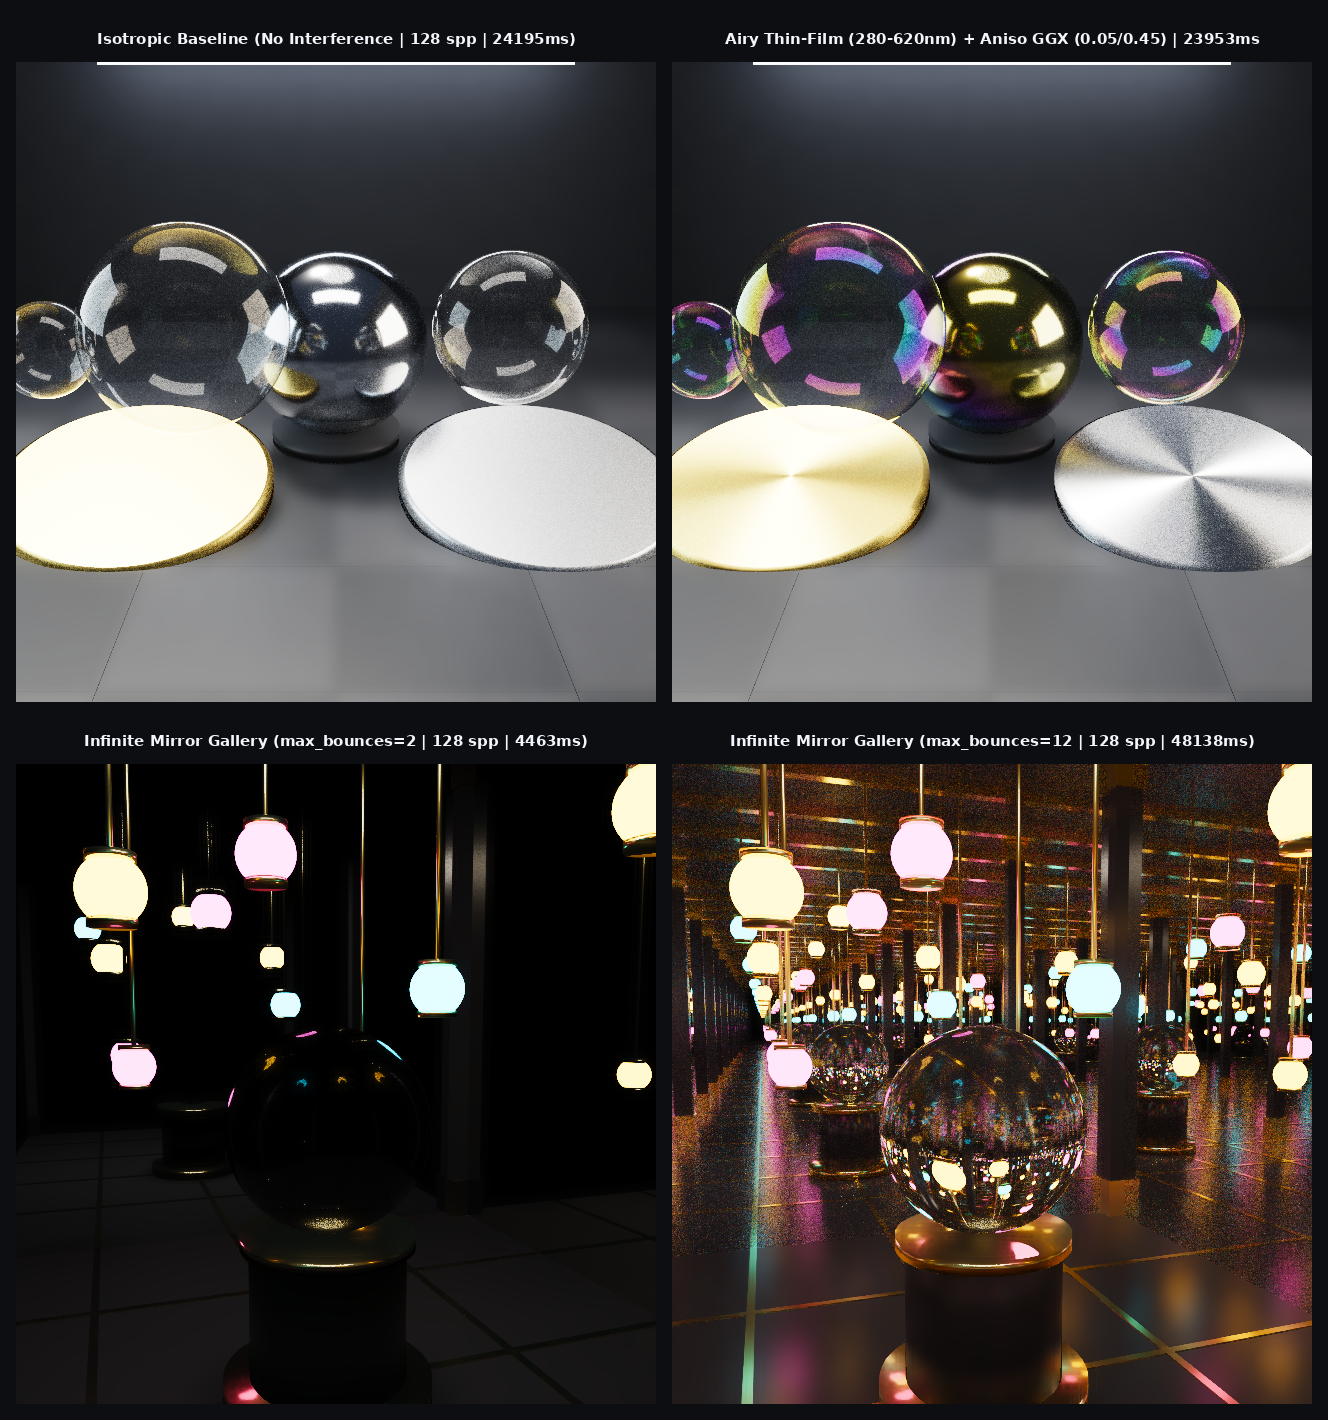 Isotropic Baseline (No Interference | 128 spp | 24195ms)
Airy Thin-Film (280-620nm) + Aniso GGX (0.05/0.45) | 23953ms
Infinite Mirror Gallery (max_bounces=2 | 128 spp | 4463ms)
Infinite Mirror Gallery (max_bounces=12 | 128 spp | 48138ms)